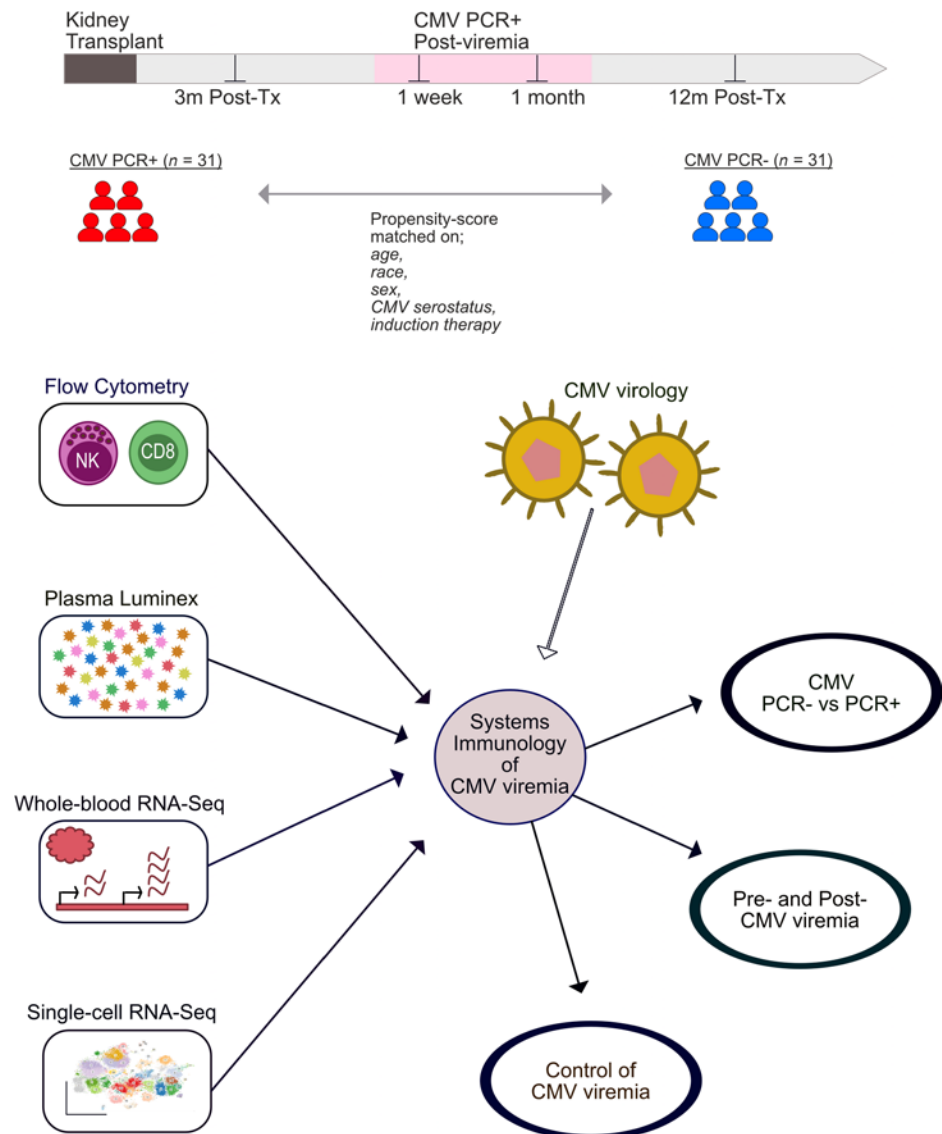 Kidney
Transplant
CMV PCR+
Post-viremia
3m Post-Tx
1 week
1 month
12m Post-Tx
CMV PCR+ (n = 31)
CMV PCR- (n = 31)
Propensity-score
matched on;
age,
race,
sex,
CMV serostatus,
induction therapy
Flow Cytometry
NK
CD8
CMV virology
Plasma Luminex
Systems
Immunology
of
CMV viremia
CMV
PCR- vs PCR+
Whole-blood RNA-Seq
Pre- and Post-
CMV viremia
Single-cell RNA-Seq
Control of
CMV viremia